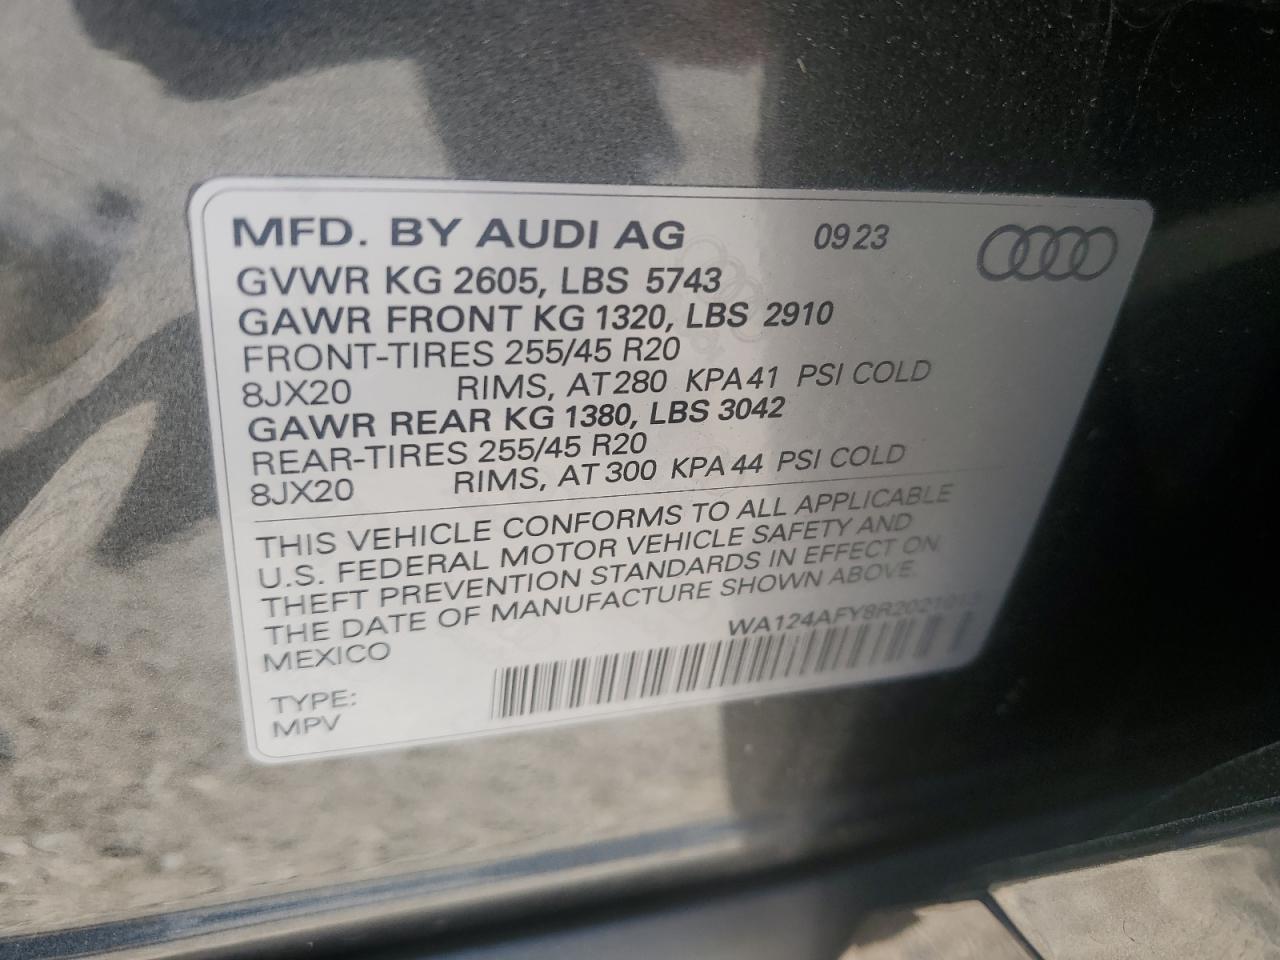 MFD. BY AUDI AG 09 23
GVWR KG 2605, LBS 5743
GAWR FRONT KG 1320, LBS 2910
FRONT-TIRES 255/45 R20
8JX20 RIMS, AT 280 KPA 41 PSI COLD
GAWR REAR KG 1380, LBS 3042
REAR-TIRES 255/45 R20
8JX20 RIMS, AT 300 KPA 44 PSI COLD
THIS VEHICLE CONFORMS TO ALL APPLICABLE
U.S. FEDERAL MOTOR VEHICLE SAFETY AND
THEFT PREVENTION STANDARDS IN EFFECT ON
THE DATE OF MANUFACTURE SHOWN ABOVE.
MEXICO
TYPE:
MPV